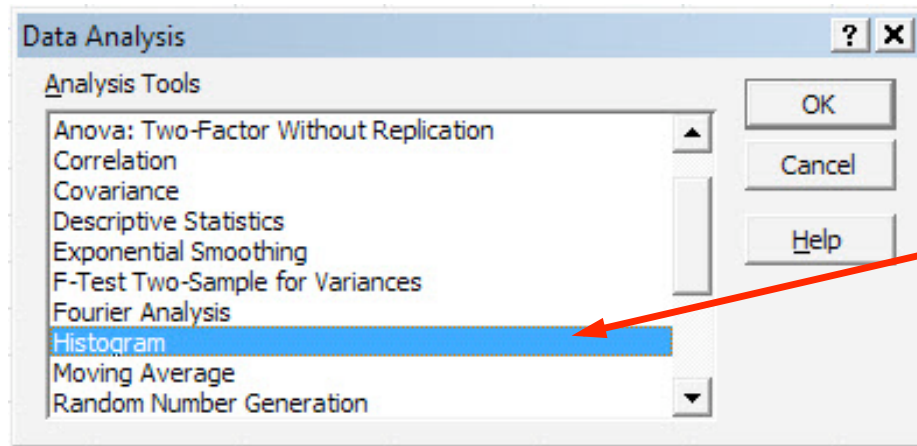 Data Analysis
?
Analysis Tools
OK
Anova: Two-Factor Without Replication
Correlation
Cancel
Covariance
Descriptive Statistics
Help
Exponential Smoothing
F-Test Two-Sample for Variances
Fourier Analysis
Histogram
Moving Average
Random Number Generation